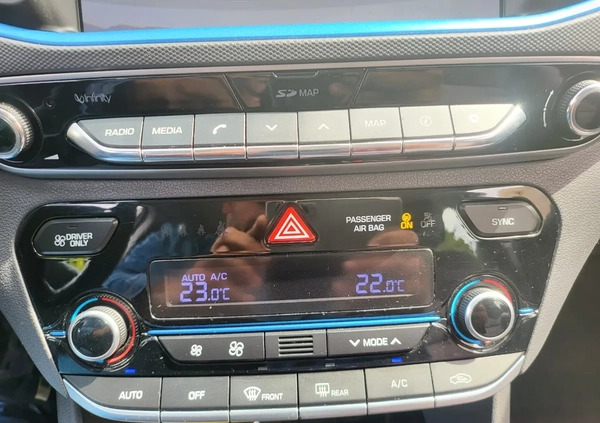 infinity
SD MAP
RADIO MEDIA MAP
DRIVER ONLY
PASSENGER AIR BAG ON OFF
SYNC
AUTO A/C
23.0°C 22.0°C
MODE
AUTO OFF FRONT REAR A/C